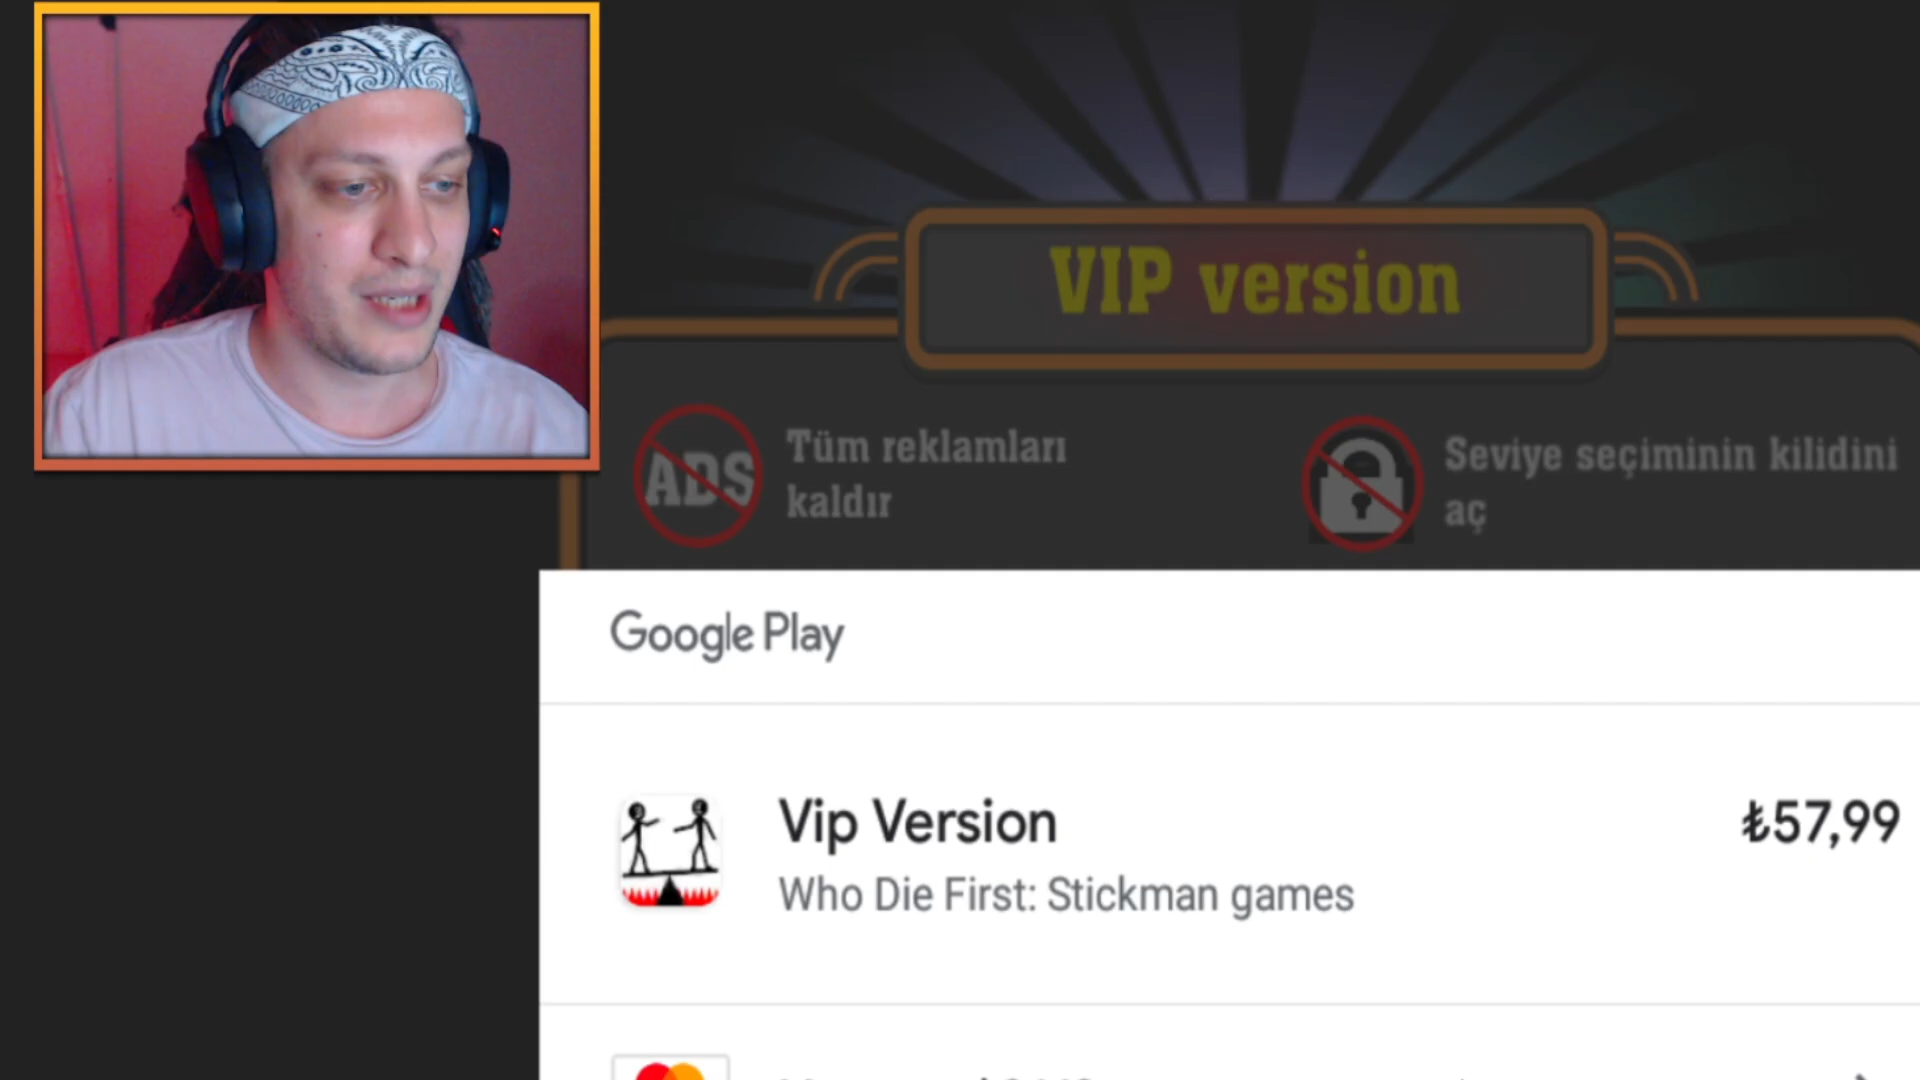 VIP version
ADS
Tüm reklamları
kaldır
Seviye seçiminin kilidini
aç
Google Play
Vip Version
₺57,99
Who Die First: Stickman games